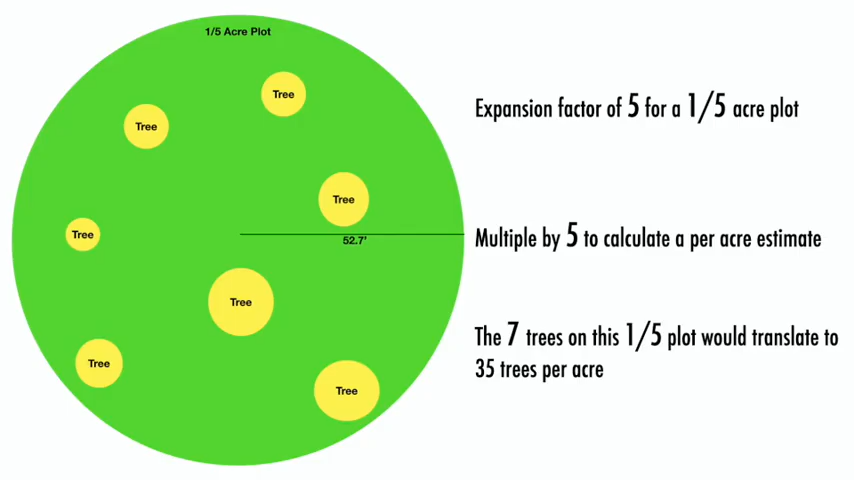 1/5 Acre Plot
Tree
Tree
Tree
Tree
52.7'
Tree
Tree
Tree
Expansion factor of 5 for a 1/5 acre plot
Multiple by 5 to calculate a per acre estimate
The 7 trees on this 1/5 plot would translate to
35 trees per acre